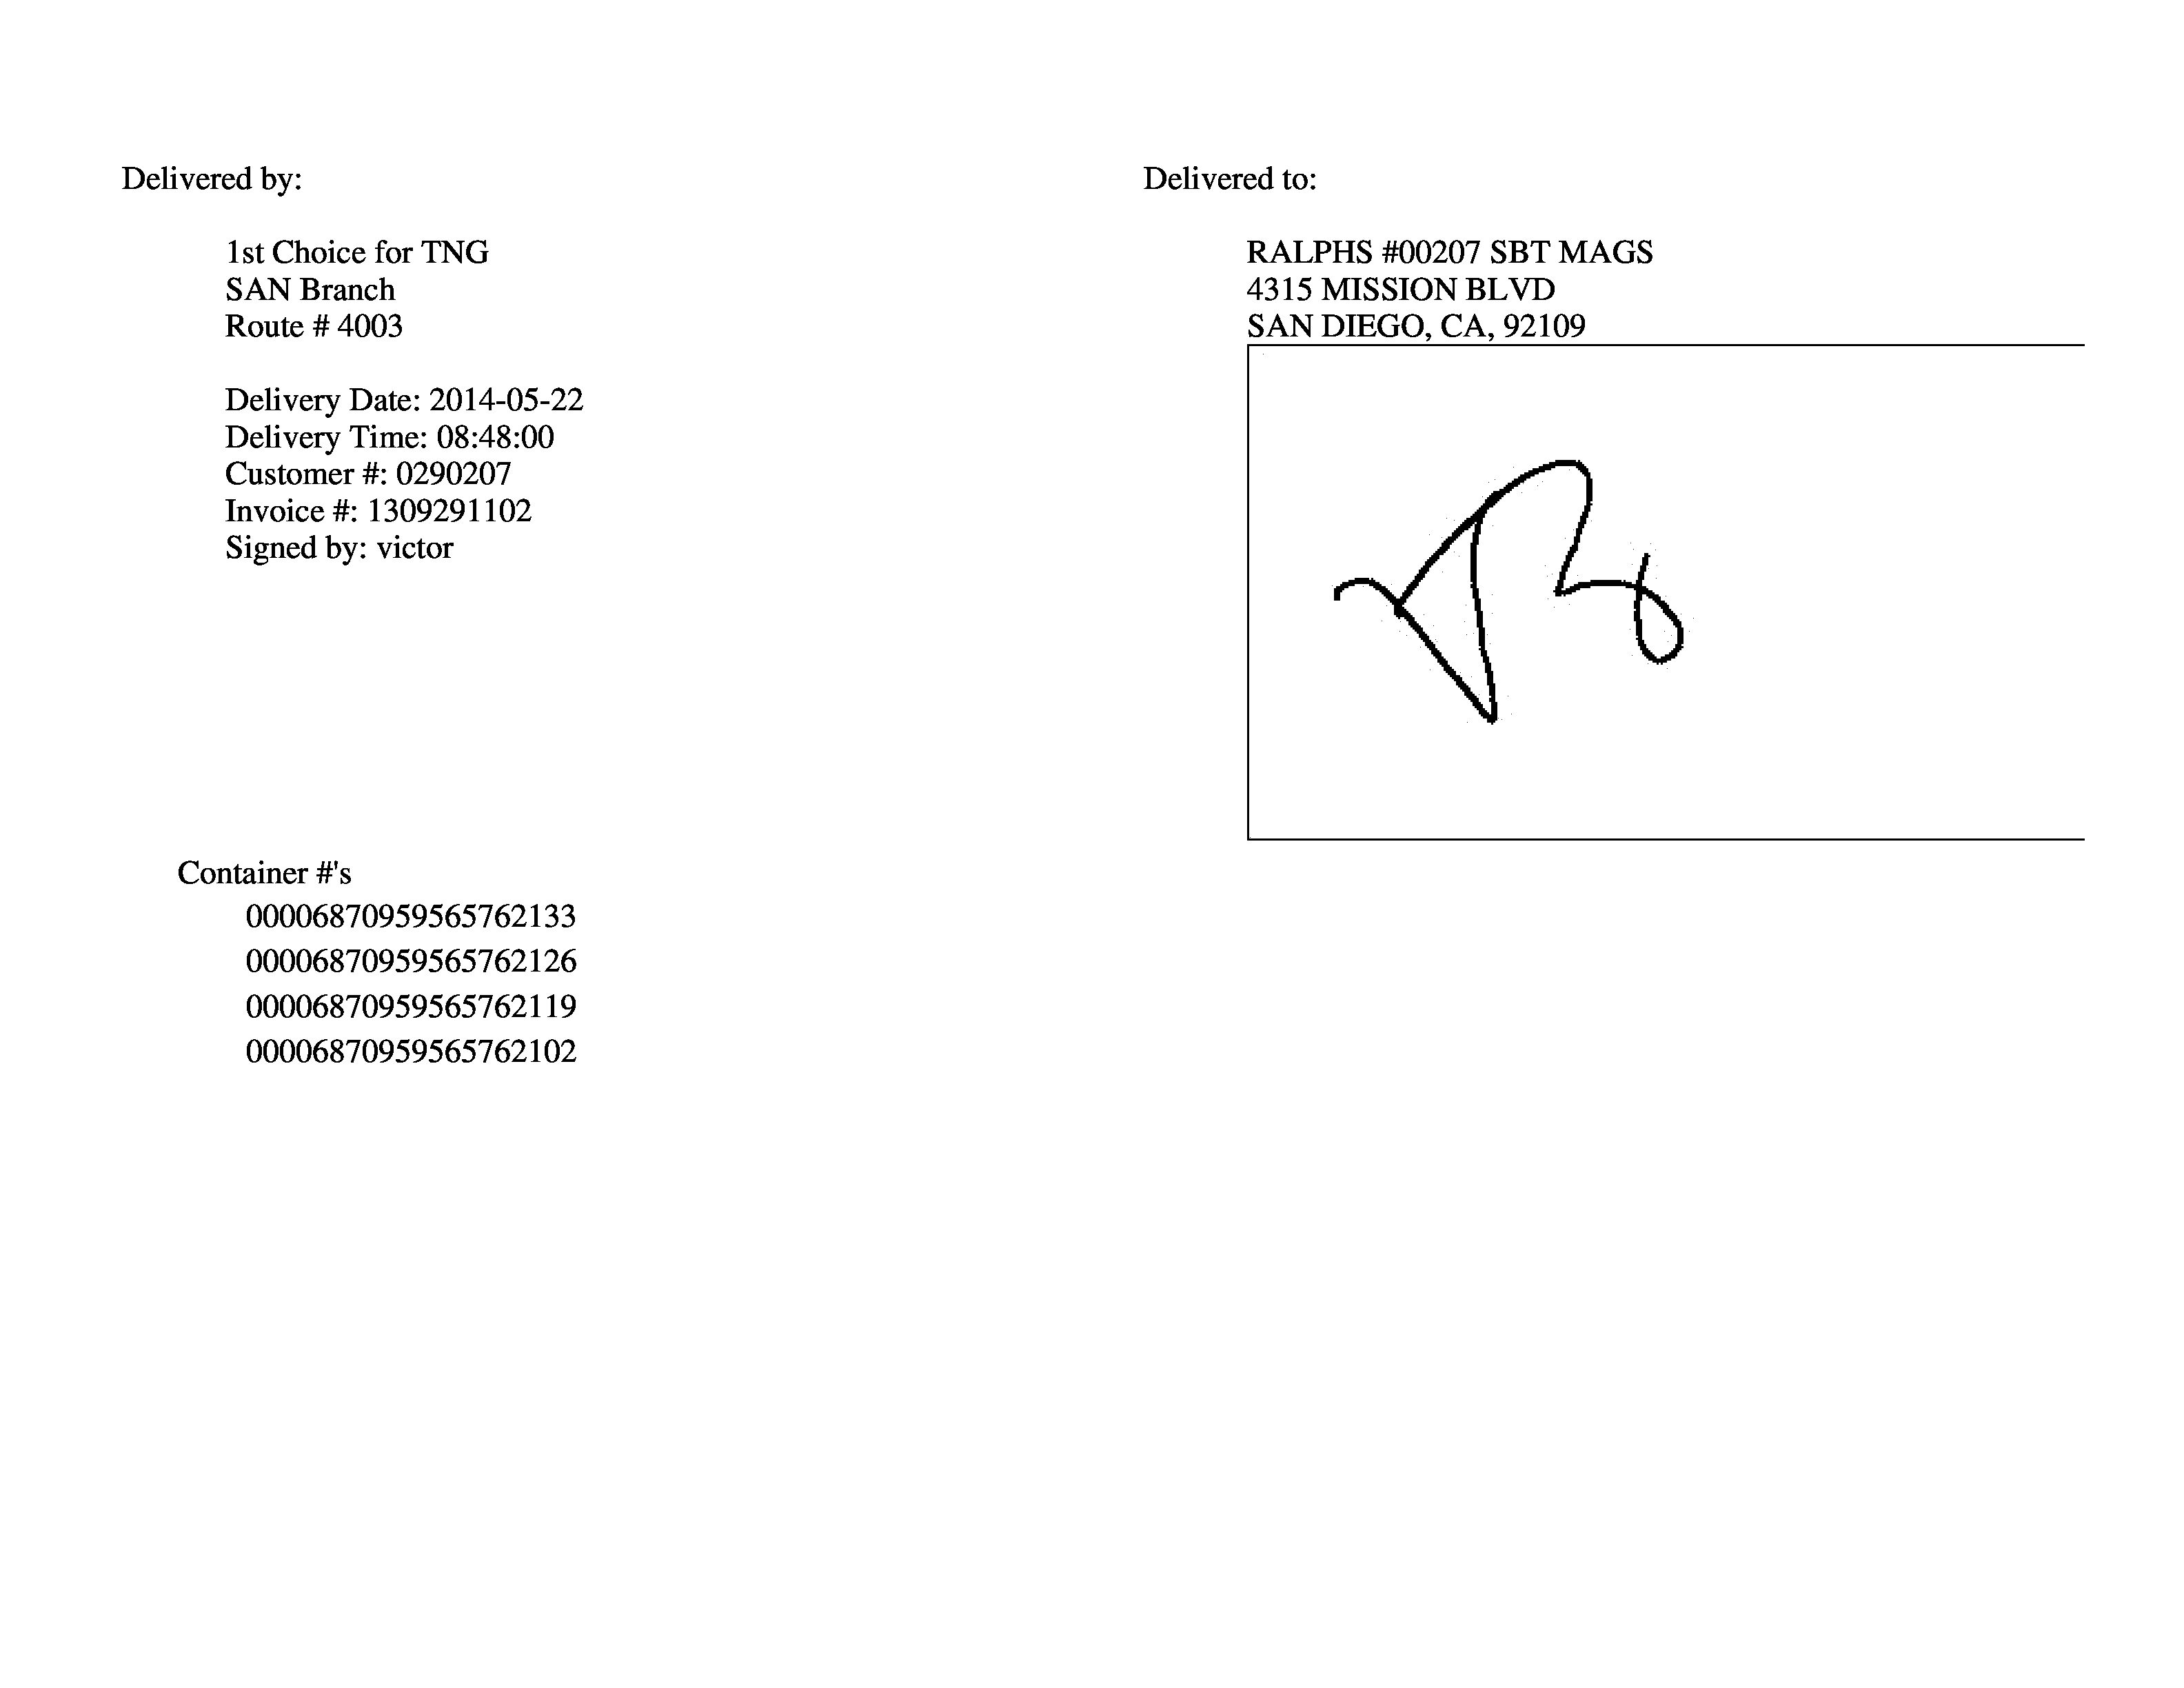 Delivered by:
1st Choice for TNG
SAN Branch
Route # 4003
Delivery Date: 2014-05-22
Delivery Time: 08:48:00
Customer #: 0290207
Invoice #: 1309291102
Signed by: victor
Delivered to:
RALPHS #00207 SBT MAGS
4315 MISSION BLVD
SAN DIEGO, CA, 92109
Container #'s
00006870959565762133
00006870959565762126
00006870959565762119
00006870959565762102